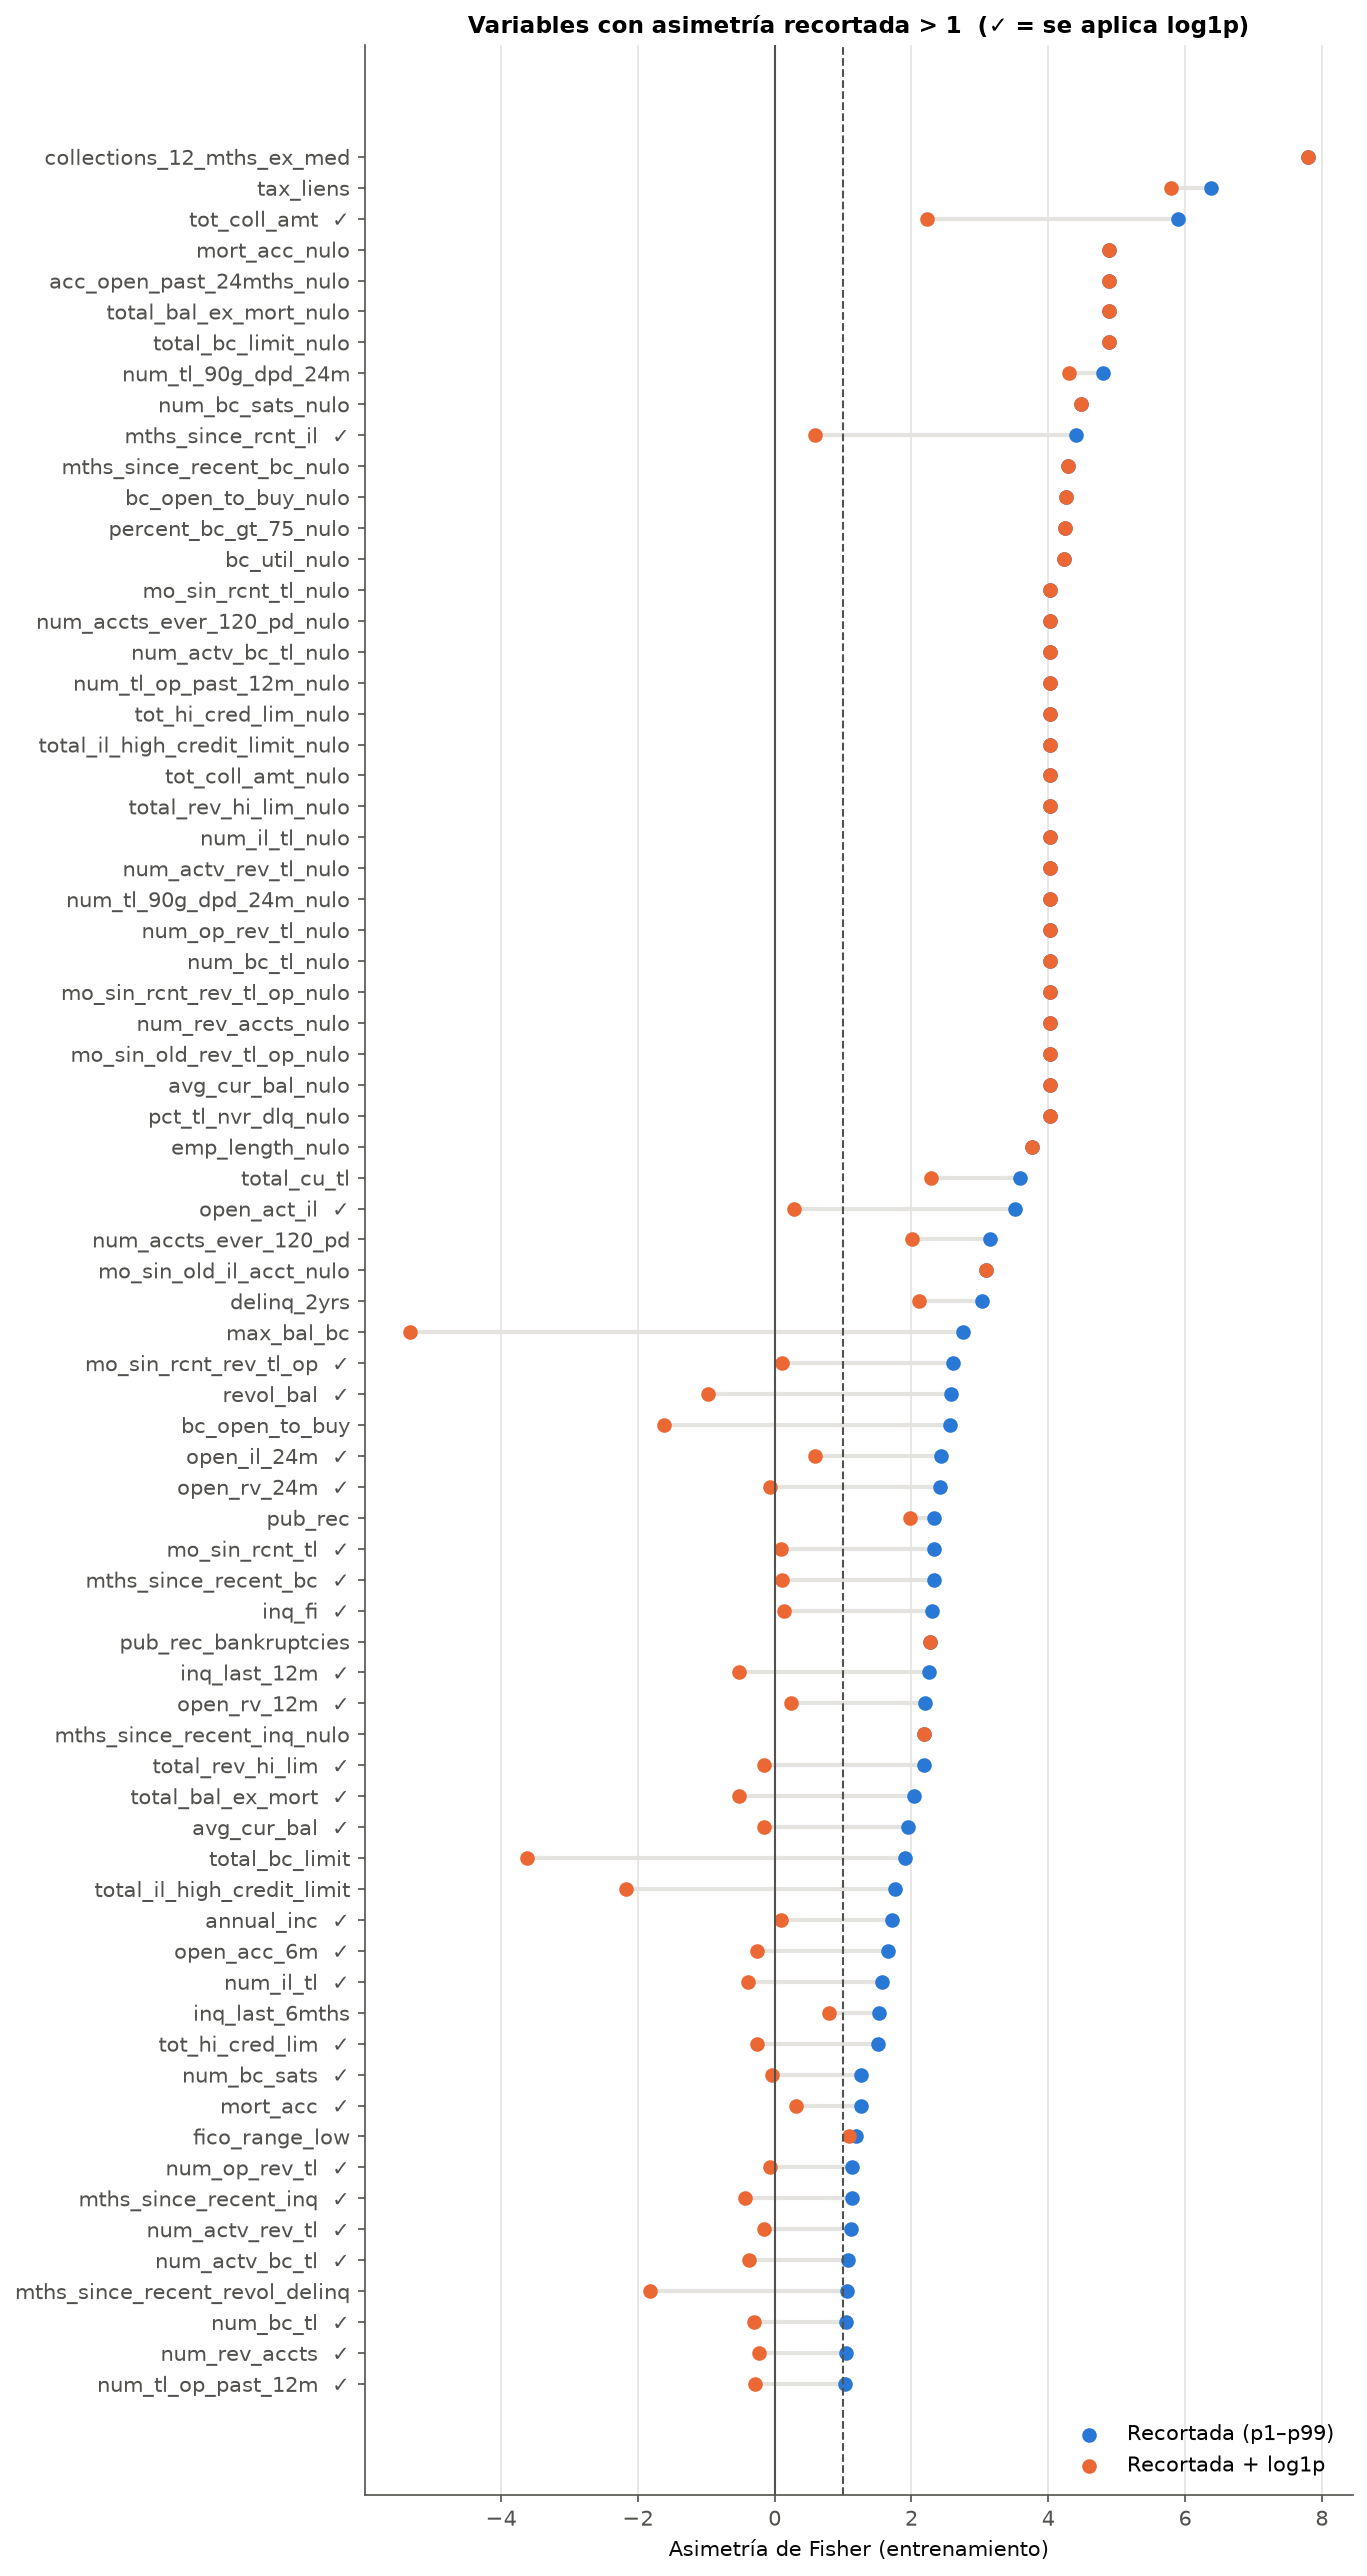 Variables con asimetría recortada > 1  (✓ = se aplica log1p)
collections_12_mths_ex_med
tax_liens
tot_coll_amt ✓
mort_acc_nulo
acc_open_past_24mths_nulo
total_bal_ex_mort_nulo
total_bc_limit_nulo
num_tl_90g_dpd_24m
num_bc_sats_nulo
mths_since_rcnt_il ✓
mths_since_recent_bc_nulo
bc_open_to_buy_nulo
percent_bc_gt_75_nulo
bc_util_nulo
mo_sin_rcnt_tl_nulo
num_accts_ever_120_pd_nulo
num_actv_bc_tl_nulo
num_tl_op_past_12m_nulo
tot_hi_cred_lim_nulo
total_il_high_credit_limit_nulo
tot_coll_amt_nulo
total_rev_hi_lim_nulo
num_il_tl_nulo
num_actv_rev_tl_nulo
num_tl_90g_dpd_24m_nulo
num_op_rev_tl_nulo
num_bc_tl_nulo
mo_sin_rcnt_rev_tl_op_nulo
num_rev_accts_nulo
mo_sin_old_rev_tl_op_nulo
avg_cur_bal_nulo
pct_tl_nvr_dlq_nulo
emp_length_nulo
total_cu_tl
open_act_il ✓
num_accts_ever_120_pd
mo_sin_old_il_acct_nulo
delinq_2yrs
max_bal_bc
mo_sin_rcnt_rev_tl_op ✓
revol_bal ✓
bc_open_to_buy
open_il_24m ✓
open_rv_24m ✓
pub_rec
mo_sin_rcnt_tl ✓
mths_since_recent_bc ✓
inq_fi ✓
pub_rec_bankruptcies
inq_last_12m ✓
open_rv_12m ✓
mths_since_recent_inq_nulo
total_rev_hi_lim ✓
total_bal_ex_mort ✓
avg_cur_bal ✓
total_bc_limit
total_il_high_credit_limit
annual_inc ✓
open_acc_6m ✓
num_il_tl ✓
inq_last_6mths
tot_hi_cred_lim ✓
num_bc_sats ✓
mort_acc ✓
fico_range_low
num_op_rev_tl ✓
mths_since_recent_inq ✓
num_actv_rev_tl ✓
num_actv_bc_tl ✓
mths_since_recent_revol_delinq
num_bc_tl ✓
num_rev_accts ✓
num_tl_op_past_12m ✓
Recortada (p1–p99)
Recortada + log1p
−4 −2 0 2 4 6 8
Asimetría de Fisher (entrenamiento)